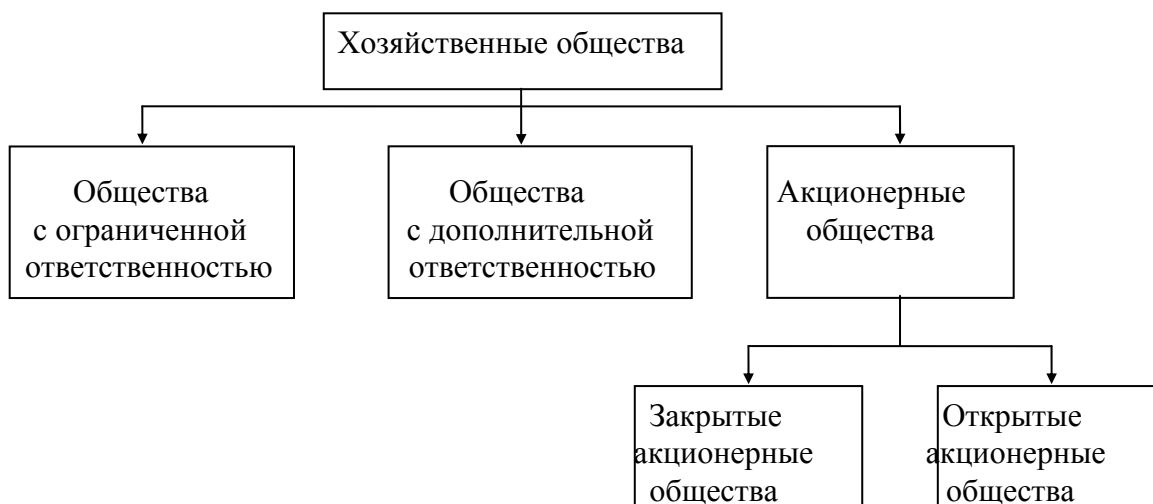 Хозяйственные общества
Общества
с ограниченной
ответственностью
Общества
с дополнительной
ответственностью
Акционерные
общества
Закрытые
акционерные
общества
Открытые
акционерные
общества